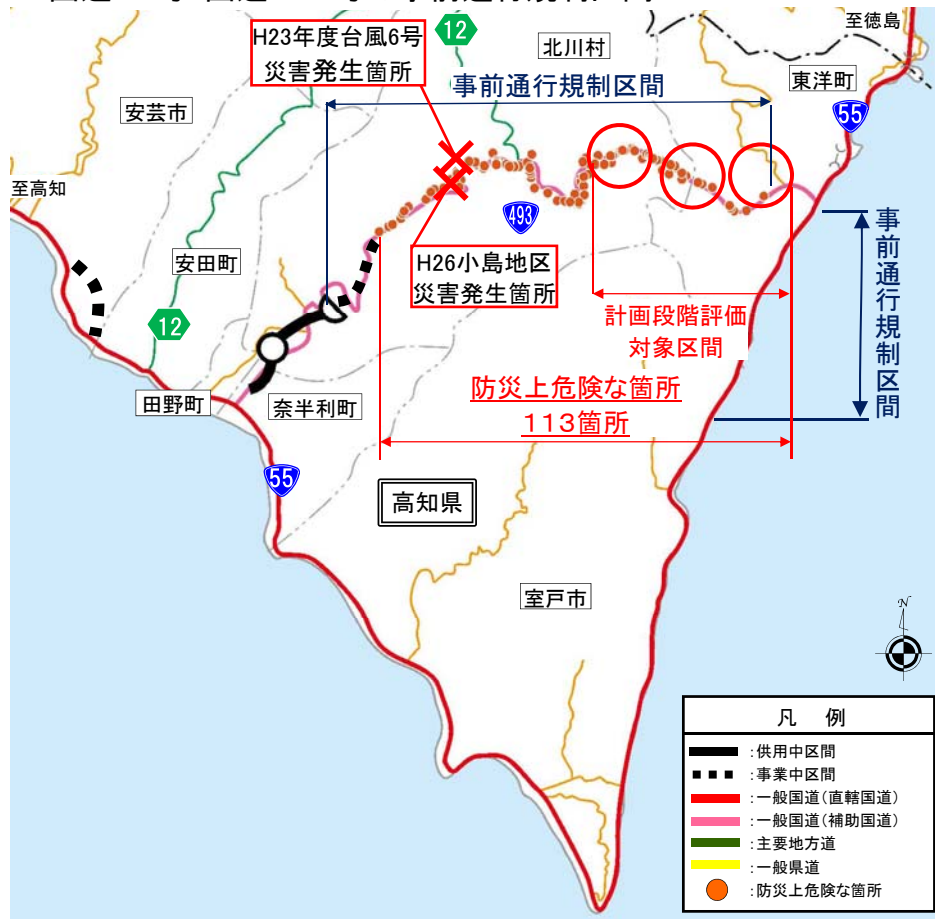 至徳島
H23年度台風6号
災害発生箇所
12
12
北川村
東洋町
事前通行規制区間
55
安芸市
至高知
493
安田町
H26小島地区
災害発生箇所
事前通行規制区間
計画段階評価
対象区間
12
防災上危険な箇所
113箇所
田野町
奈半利町
55
高知県
室戸市
N
凡 例
:供用中区間
:事業中区間
:一般国道(直轄国道)
:一般国道(補助国道)
:主要地方道
:一般県道
:防災上危険な箇所